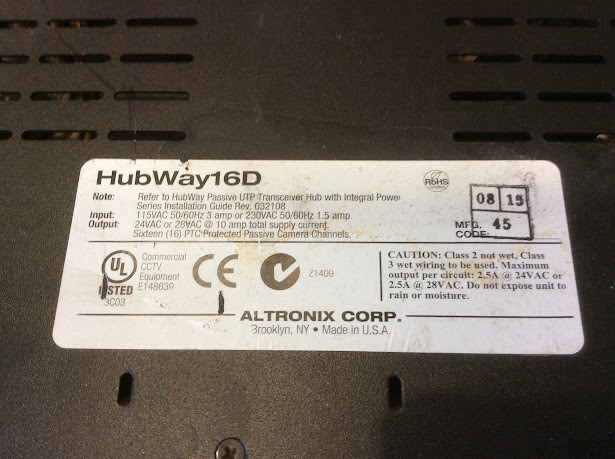 HubWay16D
Note: Refer to HubWay Passive UTP Transceiver Hub with Integral Power
Series Installation Guide Rev. 032108
Input: 115VAC 50/60Hz 3 amp or 230VAC 50/60Hz 1.5 amp
Output: 24VAC or 28VAC @ 10 amp total supply current.
Sixteen (16) PTC Protected Passive Camera Channels
RoHS
08 15
MFG. 45
CODE:
UL
LISTED
3C03
Commercial
CCTV
Equipment
E148639
CE
Z1409
CAUTION: Class 2 not wet, Class
3 wet wiring to be used. Maximum
output per circuit: 2.5A @ 24VAC or
2.5A @ 28VAC. Do not expose unit to
rain or moisture.
ALTRONIX CORP.
Brooklyn, NY • Made in U.S.A.